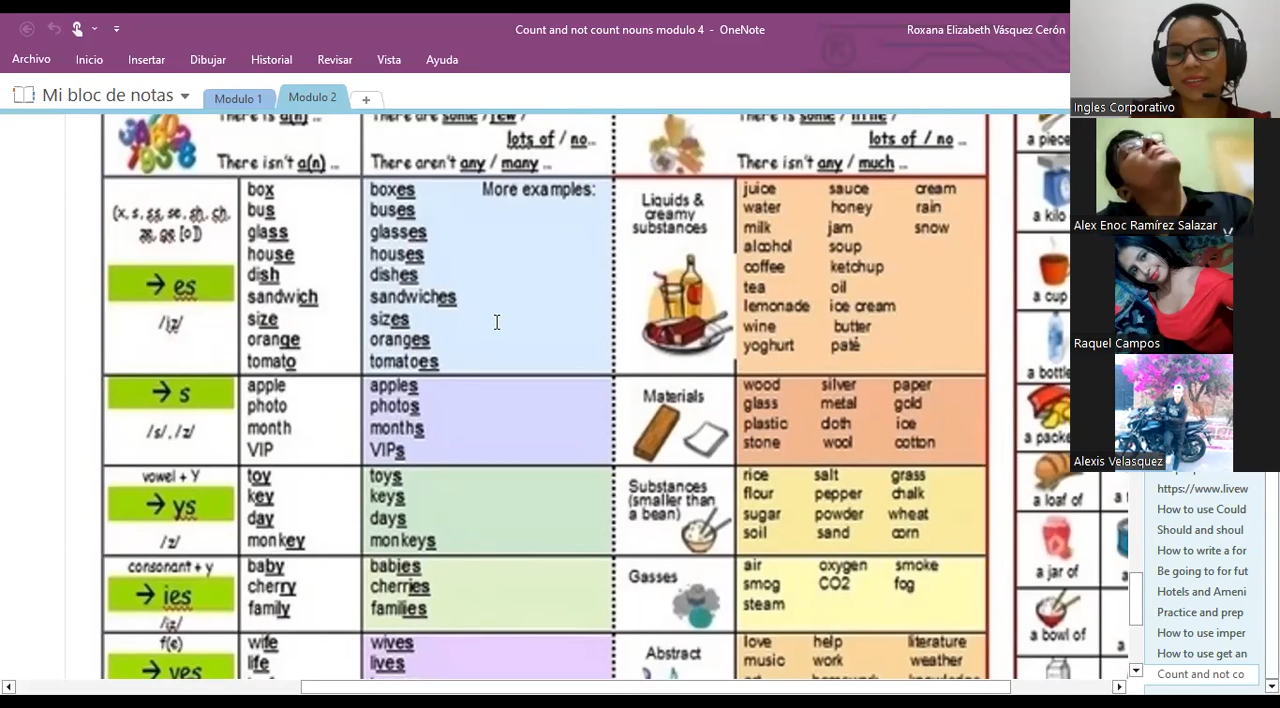 Count and not count nouns modulo 4 - OneNote
Roxana Elizabeth Vásquez Cerón
Archivo Inicio Insertar Dibujar Historial Revisar Vista Ayuda
Mi bloc de notas Modulo 1 Modulo 2 +
There is a(n) ...
There isn't a(n) ...
There are some / few /
lots of / no...
There aren't any / many ...
There is some / little /
lots of / no ...
There isn't any / much ...
→ es
/iz/
box
bus
glass
house
dish
sandwich
size
orange
tomato
boxes
buses
glasses
houses
dishes
sandwiches
sizes
oranges
tomatoes
More examples:
Liquids &
creamy
substances
juice sauce cream
water honey rain
milk jam snow
alcohol soup
coffee ketchup
tea oil
lemonade ice cream
wine butter
yoghurt paté
→ s
/s/, /z/
apple
photo
month
VIP
apples
photos
months
VIPs
Materials
wood silver paper
glass metal gold
plastic cloth ice
stone wool cotton
vowel + Y
→ ys
/z/
toy
key
day
monkey
toys
keys
days
monkeys
Substances
(smaller than
a bean)
rice salt grass
flour pepper chalk
sugar powder wheat
soil sand corn
consonant + y
→ ies
/iz/
baby
cherry
family
babies
cherries
families
Gasses
air oxygen smoke
smog CO2 fog
steam
f(e)
→ ves
wife
life
wives
lives
Abstract
love help literature
music work weather
a piece
a kilo
a cup
a bottle
a packe
a loaf of
a jar of
a bowl of
Ingles Corporativo
Alex Enoc Ramírez Salazar
Raquel Campos
Alexis Velasquez
https://www.livew
How to use Could
Should and shoul
How to write a for
Be going to for fut
Hotels and Ameni
Practice and prep
How to use imper
How to use get an
Count and not co